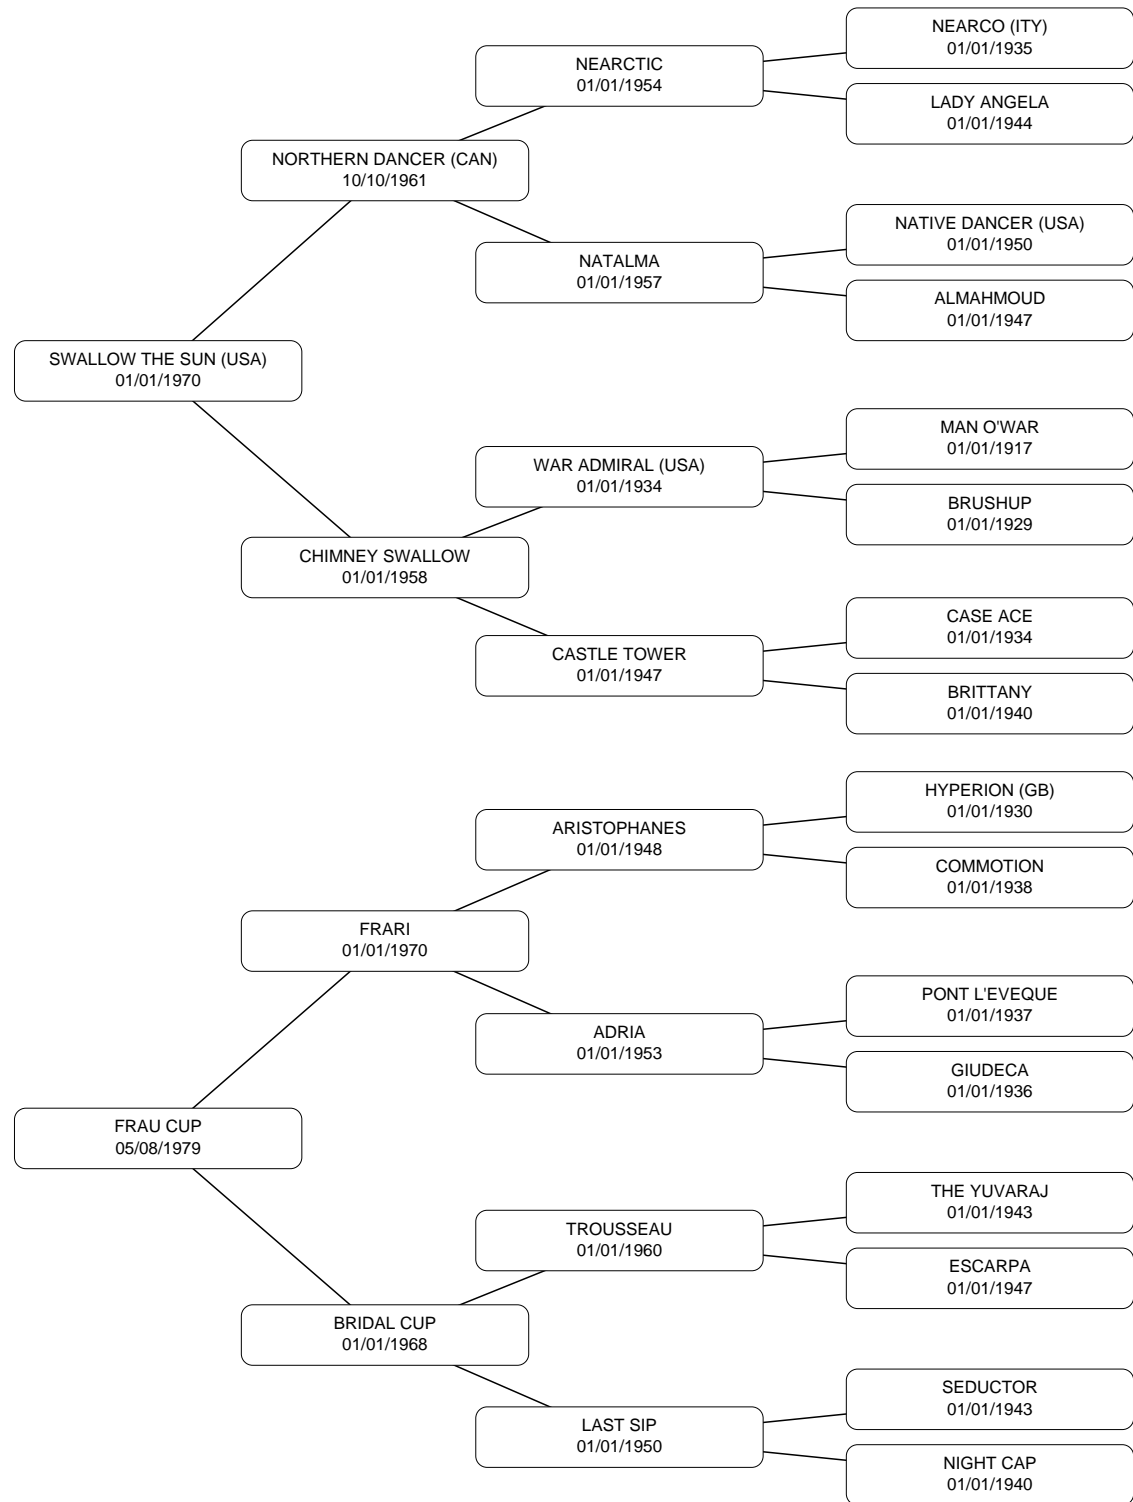 NEARCO (ITY)
01/01/1935
NEARCTIC
01/01/1954
LADY ANGELA
01/01/1944
NORTHERN DANCER (CAN)
10/10/1961
NATIVE DANCER (USA)
01/01/1950
NATALMA
01/01/1957
ALMAHMOUD
01/01/1947
SWALLOW THE SUN (USA)
01/01/1970
MAN O'WAR
01/01/1917
WAR ADMIRAL (USA)
01/01/1934
BRUSHUP
01/01/1929
CHIMNEY SWALLOW
01/01/1958
CASE ACE
01/01/1934
CASTLE TOWER
01/01/1947
BRITTANY
01/01/1940
HYPERION (GB)
01/01/1930
ARISTOPHANES
01/01/1948
COMMOTION
01/01/1938
FRARI
01/01/1970
PONT L'EVEQUE
01/01/1937
ADRIA
01/01/1953
GIUDECA
01/01/1936
FRAU CUP
05/08/1979
THE YUVARAJ
01/01/1943
TROUSSEAU
01/01/1960
ESCARPA
01/01/1947
BRIDAL CUP
01/01/1968
SEDUCTOR
01/01/1943
LAST SIP
01/01/1950
NIGHT CAP
01/01/1940